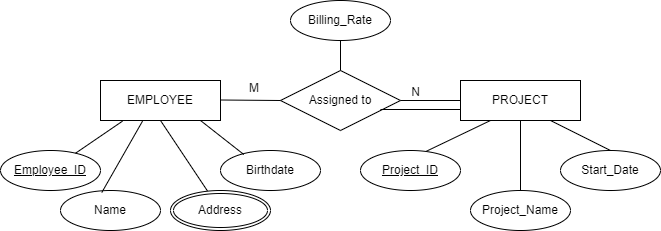 Billing_Rate
EMPLOYEE
M
Assigned to
N
PROJECT
Employee_ID
Birthdate
Project_ID
Start_Date
Name
Address
Project_Name